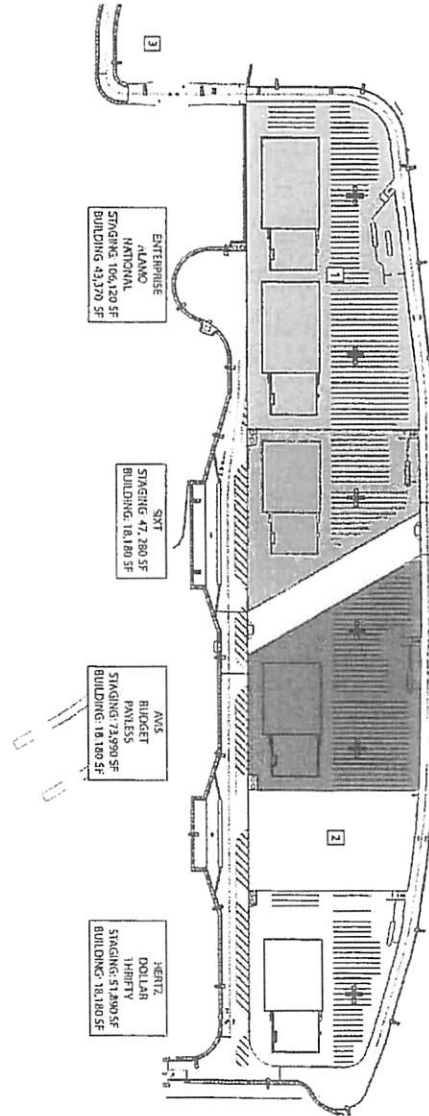 3
1
ENTERPRISE
ALAMO
NATIONAL
STAGING: 106,120 SF
BUILDING: 43,370 SF
SIXT
STAGING: 47, 280 SF
BUILDING: 18,180 SF
AVIS
BUDGET
PAYLESS
STAGING: 73,990 SF
BUILDING: 18,180 SF
2
HERTZ
DOLLAR
THRIFTY
STAGING: 51,890 SF
BUILDING: 18,180 SF